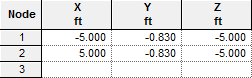 Node X Y Z
ft ft ft
1 -5.000 -0.830 -5.000
2 5.000 -0.830 -5.000
3